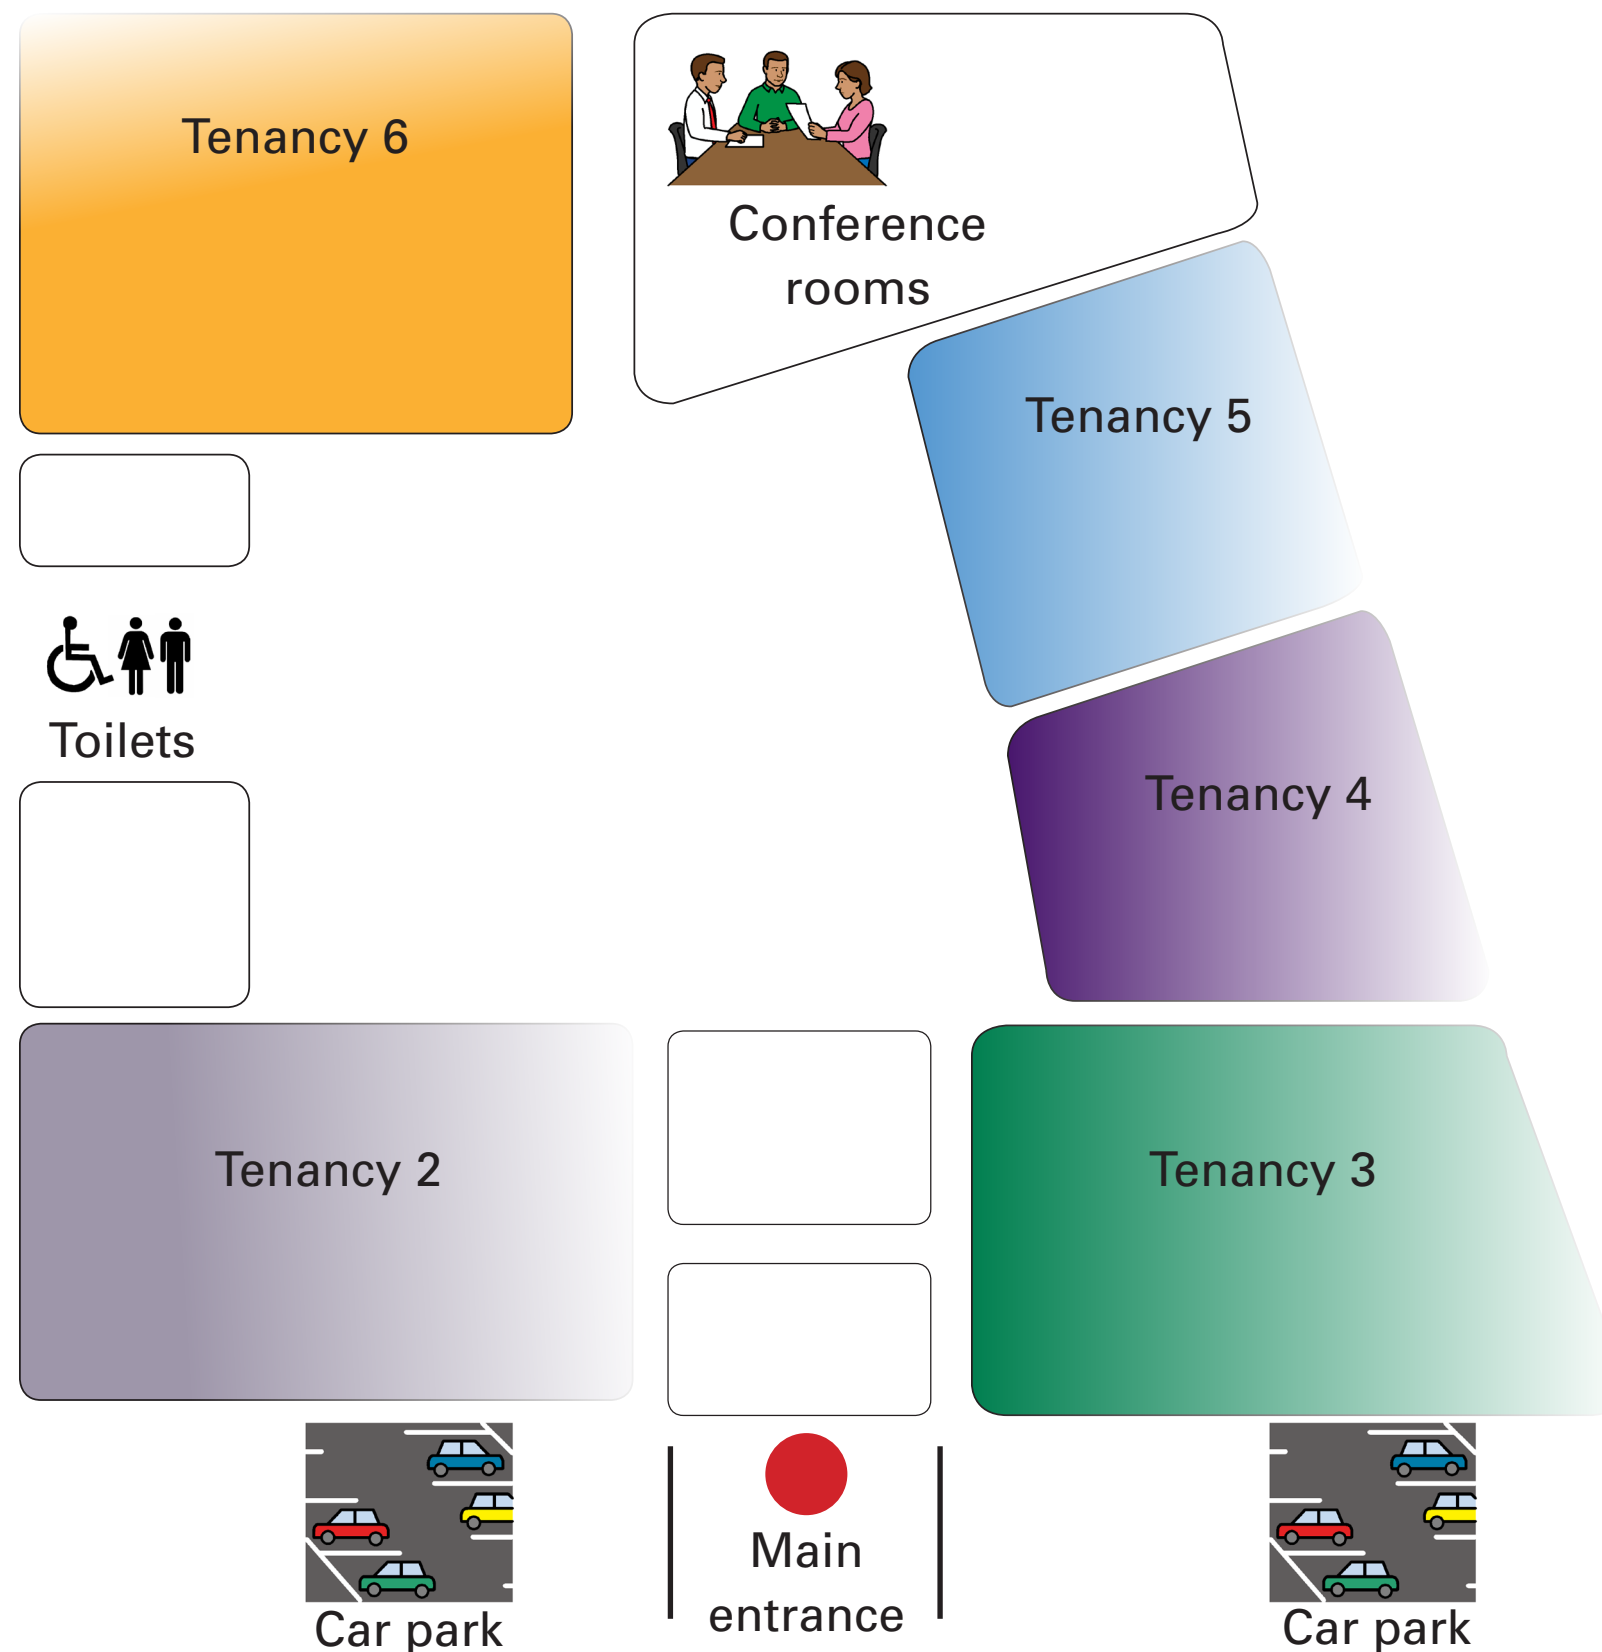 Tenancy 6
Conference
rooms
Tenancy 5
Toilets
Tenancy 4
Tenancy 2
Tenancy 3
Main
entrance
Car park
Car park